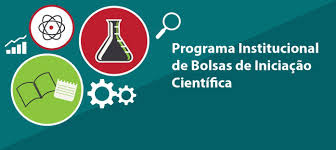 Programa Institucional
de Bolsas de Iniciação
Científica